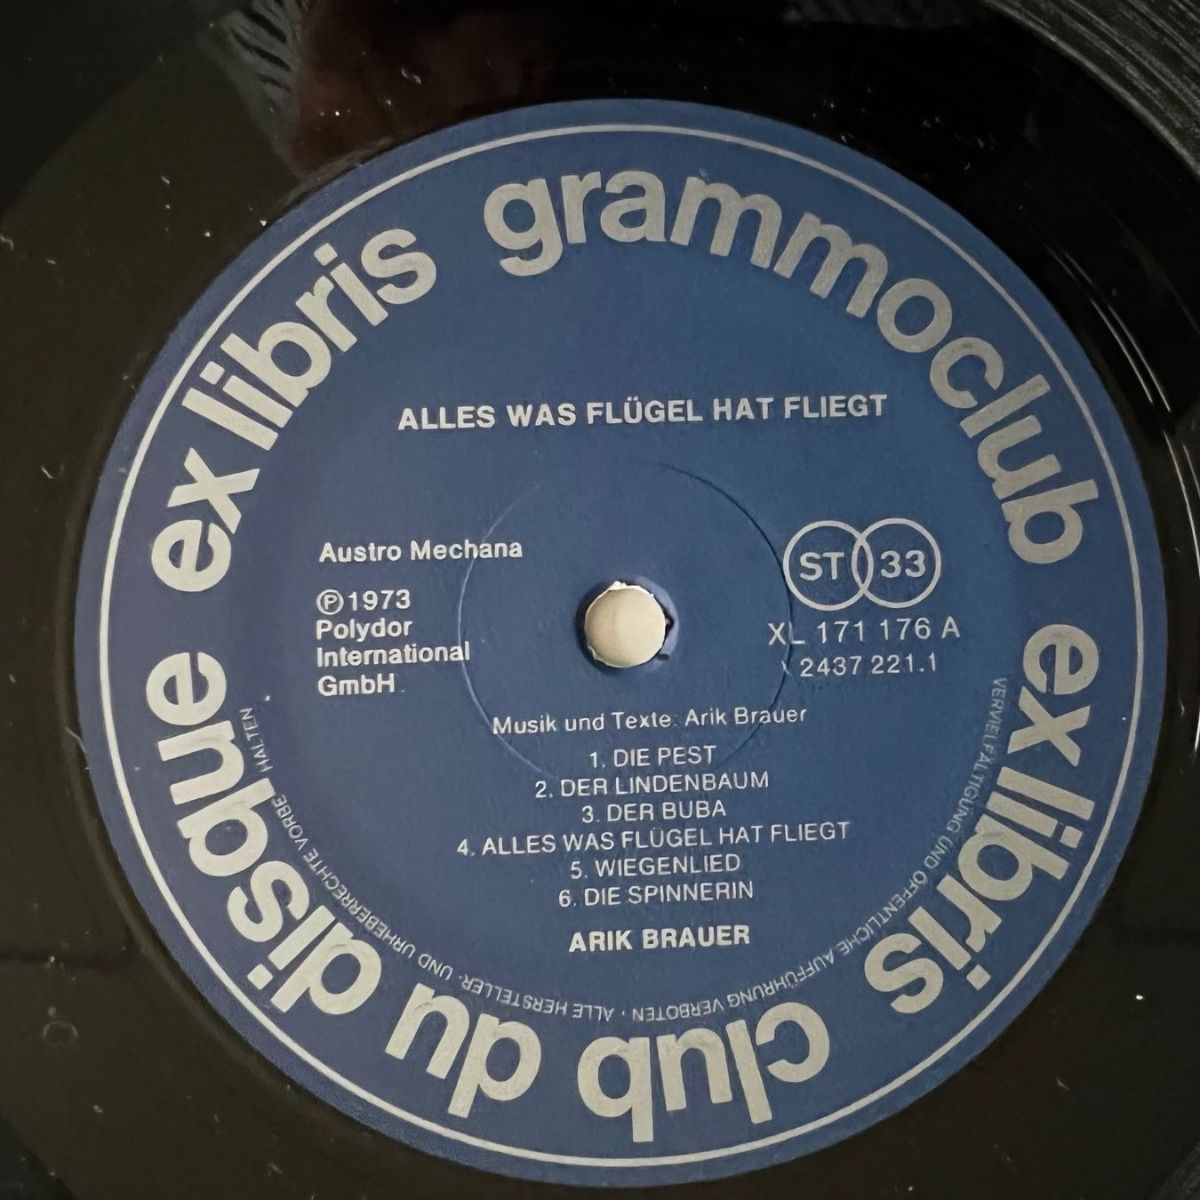 ex libris grammoclub
ex libris club du disque
ALLES WAS FLÜGEL HAT FLIEGT
Austro Mechana
℗ 1973
Polydor
International
GmbH
ST 33
XL 171 176 A
2437 221.1
Musik und Texte: Arik Brauer
1. DIE PEST
2. DER LINDENBAUM
3. DER BUBA
4. ALLES WAS FLÜGEL HAT FLIEGT
5. WIEGENLIED
6. DIE SPINNERIN
ARIK BRAUER
ALLE HERSTELLER- UND URHEBERRECHTE VORBEHALTEN
VERVIELFÄLTIGUNG UND ÖFFENTLICHE AUFFÜHRUNG VERBOTEN ·